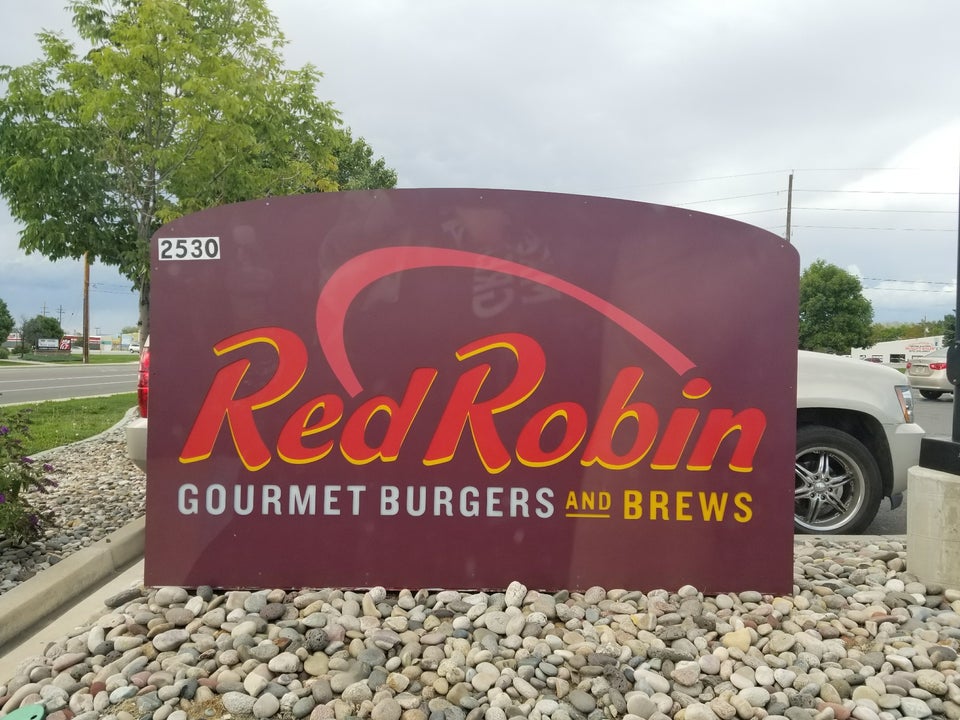 2530
Red Robin
GOURMET BURGERS AND BREWS